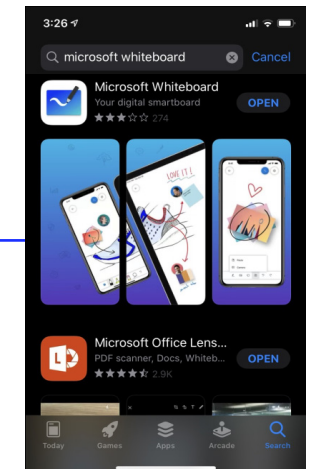 3:26
microsoft whiteboard
Cancel
Microsoft Whiteboard
Your digital smartboard
OPEN
274
LOVE IT!
Microsoft Office Lens...
PDF scanner, Docs, Whiteb...
OPEN
2.9K
Today
Games
Apps
Arcade
Search